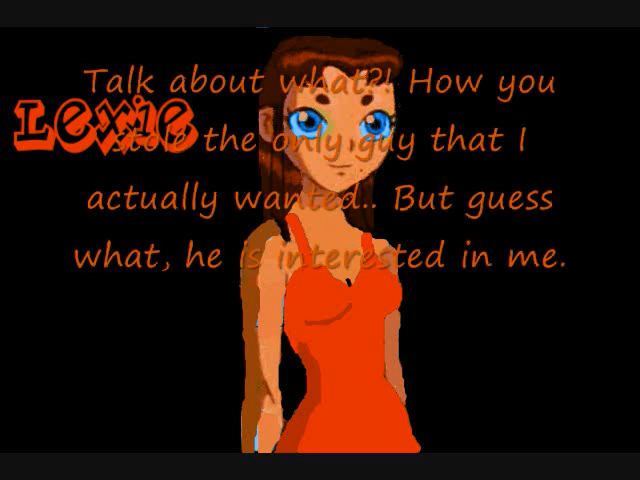 Talk about what?! How you
Lexie
stole the only guy that I
actually wanted.. But guess
what, he is interested in me.